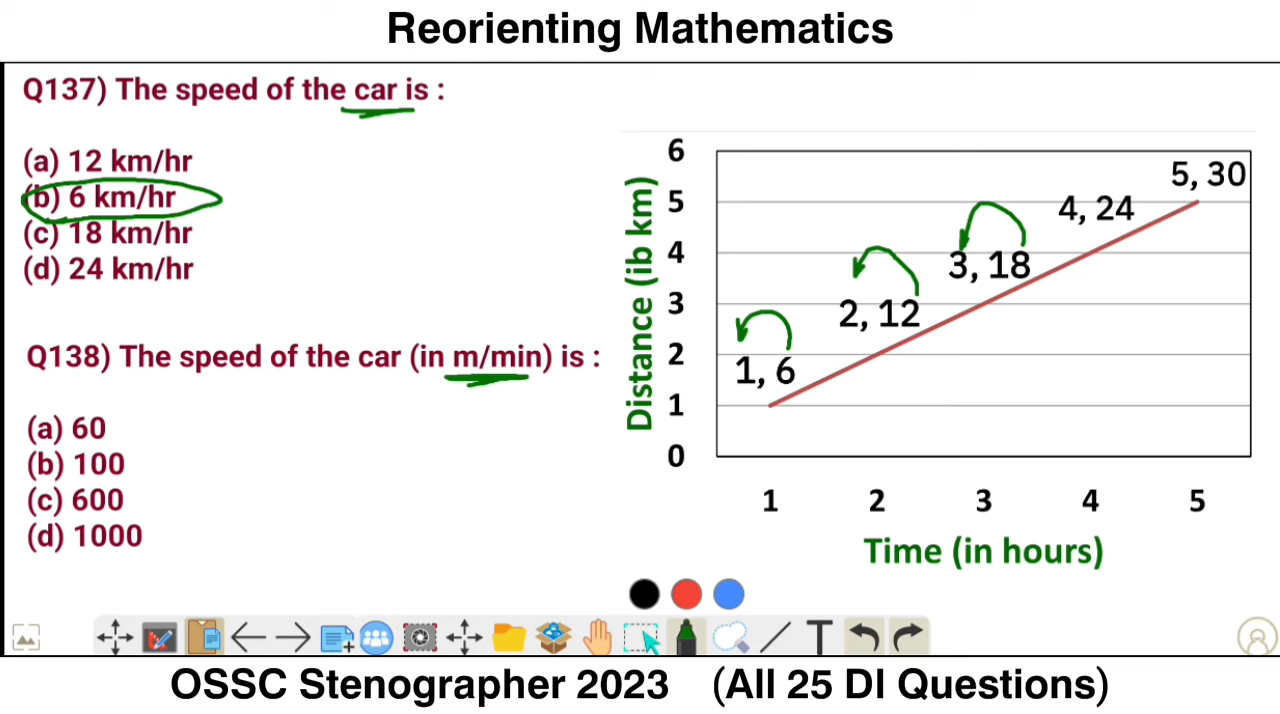 Reorienting Mathematics
Q137) The speed of the car is :
(a) 12 km/hr
(b) 6 km/hr
(c) 18 km/hr
(d) 24 km/hr
Q138) The speed of the car (in m/min) is :
(a) 60
(b) 100
(c) 600
(d) 1000
Distance (ib km)
6
5
4
3
2
1
0
5, 30
4, 24
3, 18
2, 12
1, 6
1 2 3 4 5
Time (in hours)
T
OSSC Stenographer 2023 (All 25 DI Questions)